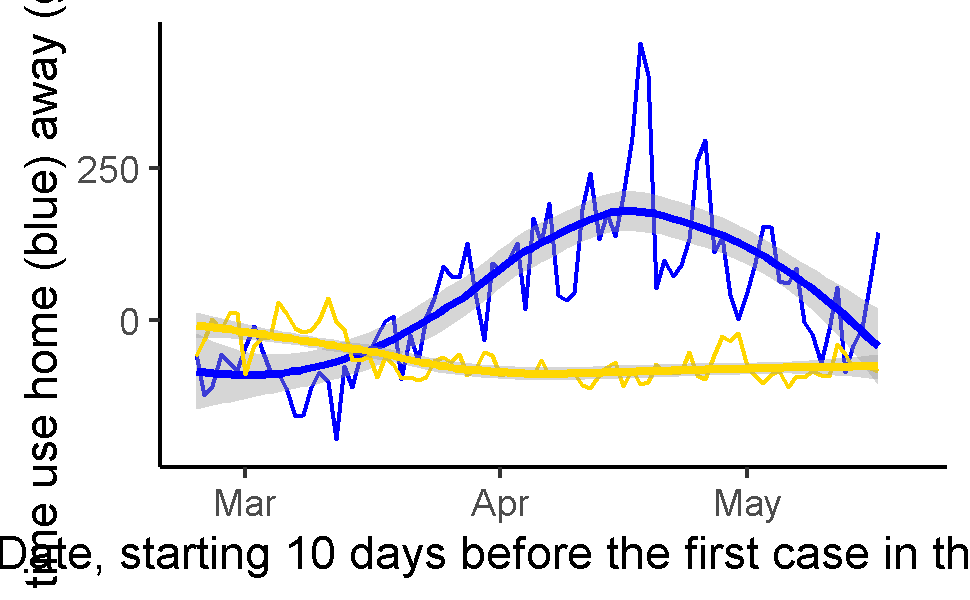 time use home (blue) away (
250
0
Mar Apr May
Date, starting 10 days before the first case in th